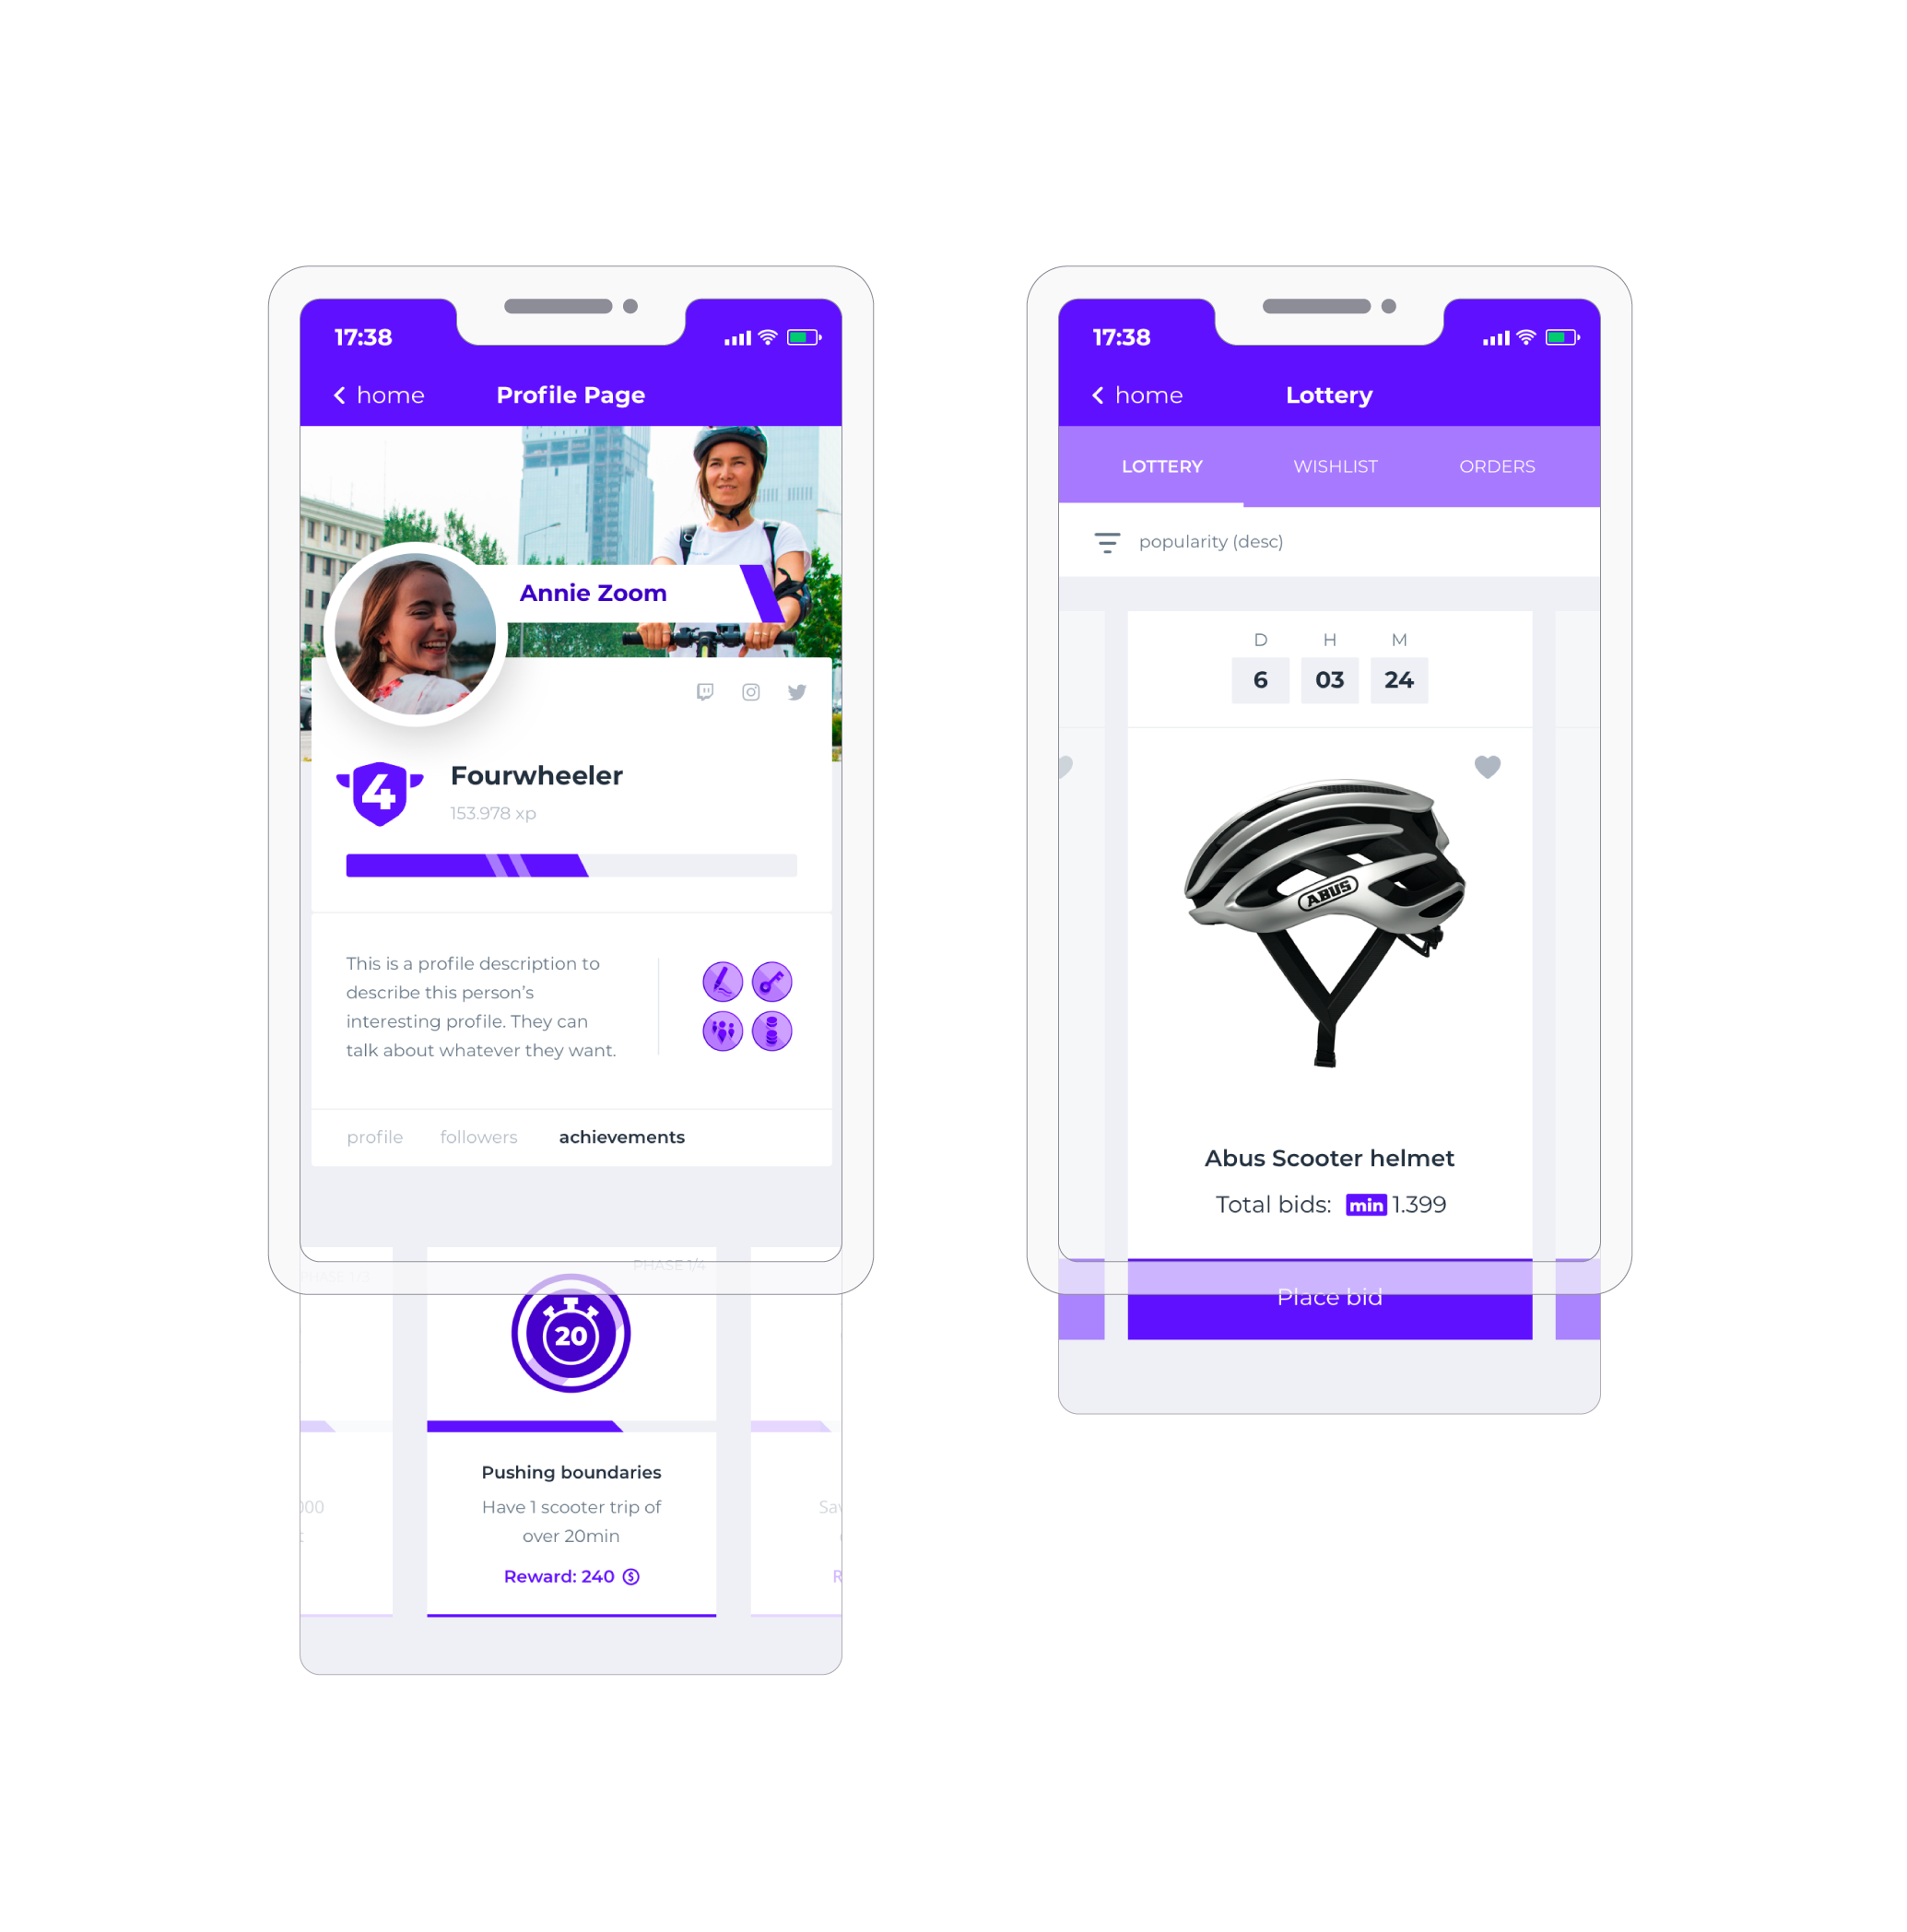 17:38
home
Profile Page
Annie Zoom
4
Fourwheeler
153.978 xp
This is a profile description to
describe this person’s
interesting profile. They can
talk about whatever they want.
profile
followers
achievements
PHASE 1/4
20
Pushing boundaries
Have 1 scooter trip of
over 20min
Reward: 240
17:38
home
Lottery
LOTTERY
WISHLIST
ORDERS
popularity (desc)
D
H
M
6
03
24
ABUS
Abus Scooter helmet
Total bids: min 1.399
Place bid